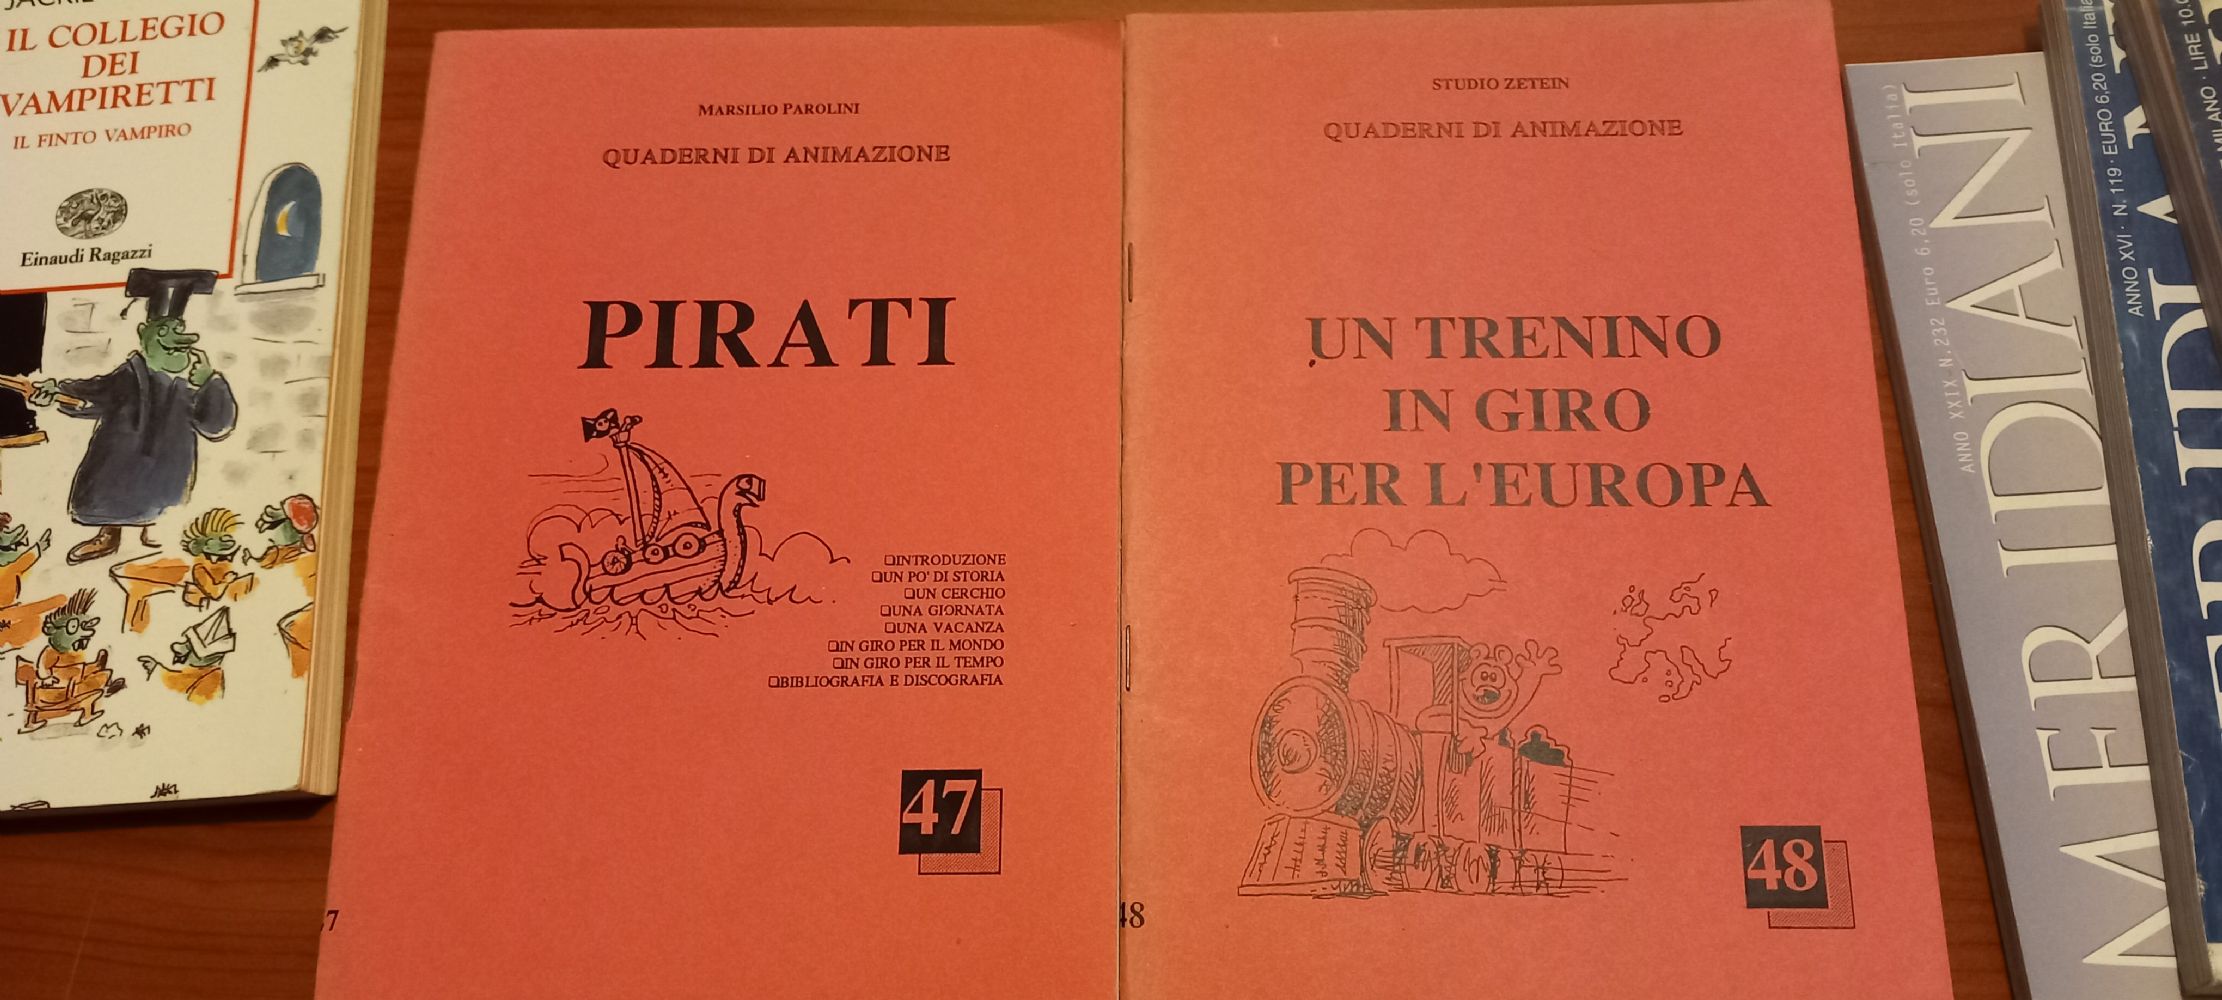 IL COLLEGIO
DEI
VAMPIRETTI
IL FINTO VAMPIRO
Einaudi Ragazzi
MARSILIO PAROLINI
QUADERNI DI ANIMAZIONE
PIRATI
❏INTRODUZIONE
❏UN PO' DI STORIA
❏UN CERCHIO
❏UNA GIORNATA
❏UNA VACANZA
❏IN GIRO PER IL MONDO
❏IN GIRO PER IL TEMPO
❏BIBLIOGRAFIA E DISCOGRAFIA
47
STUDIO ZETEIN
QUADERNI DI ANIMAZIONE
UN TRENINO
IN GIRO
PER L'EUROPA
48
48
MERIDIANI
ANNO XXIX N.232 Euro 6,20 (solo Italia)
ANNO XVI · N. 119 · EURO 6,20 (solo Italia
MILANO · LIRE 10.0